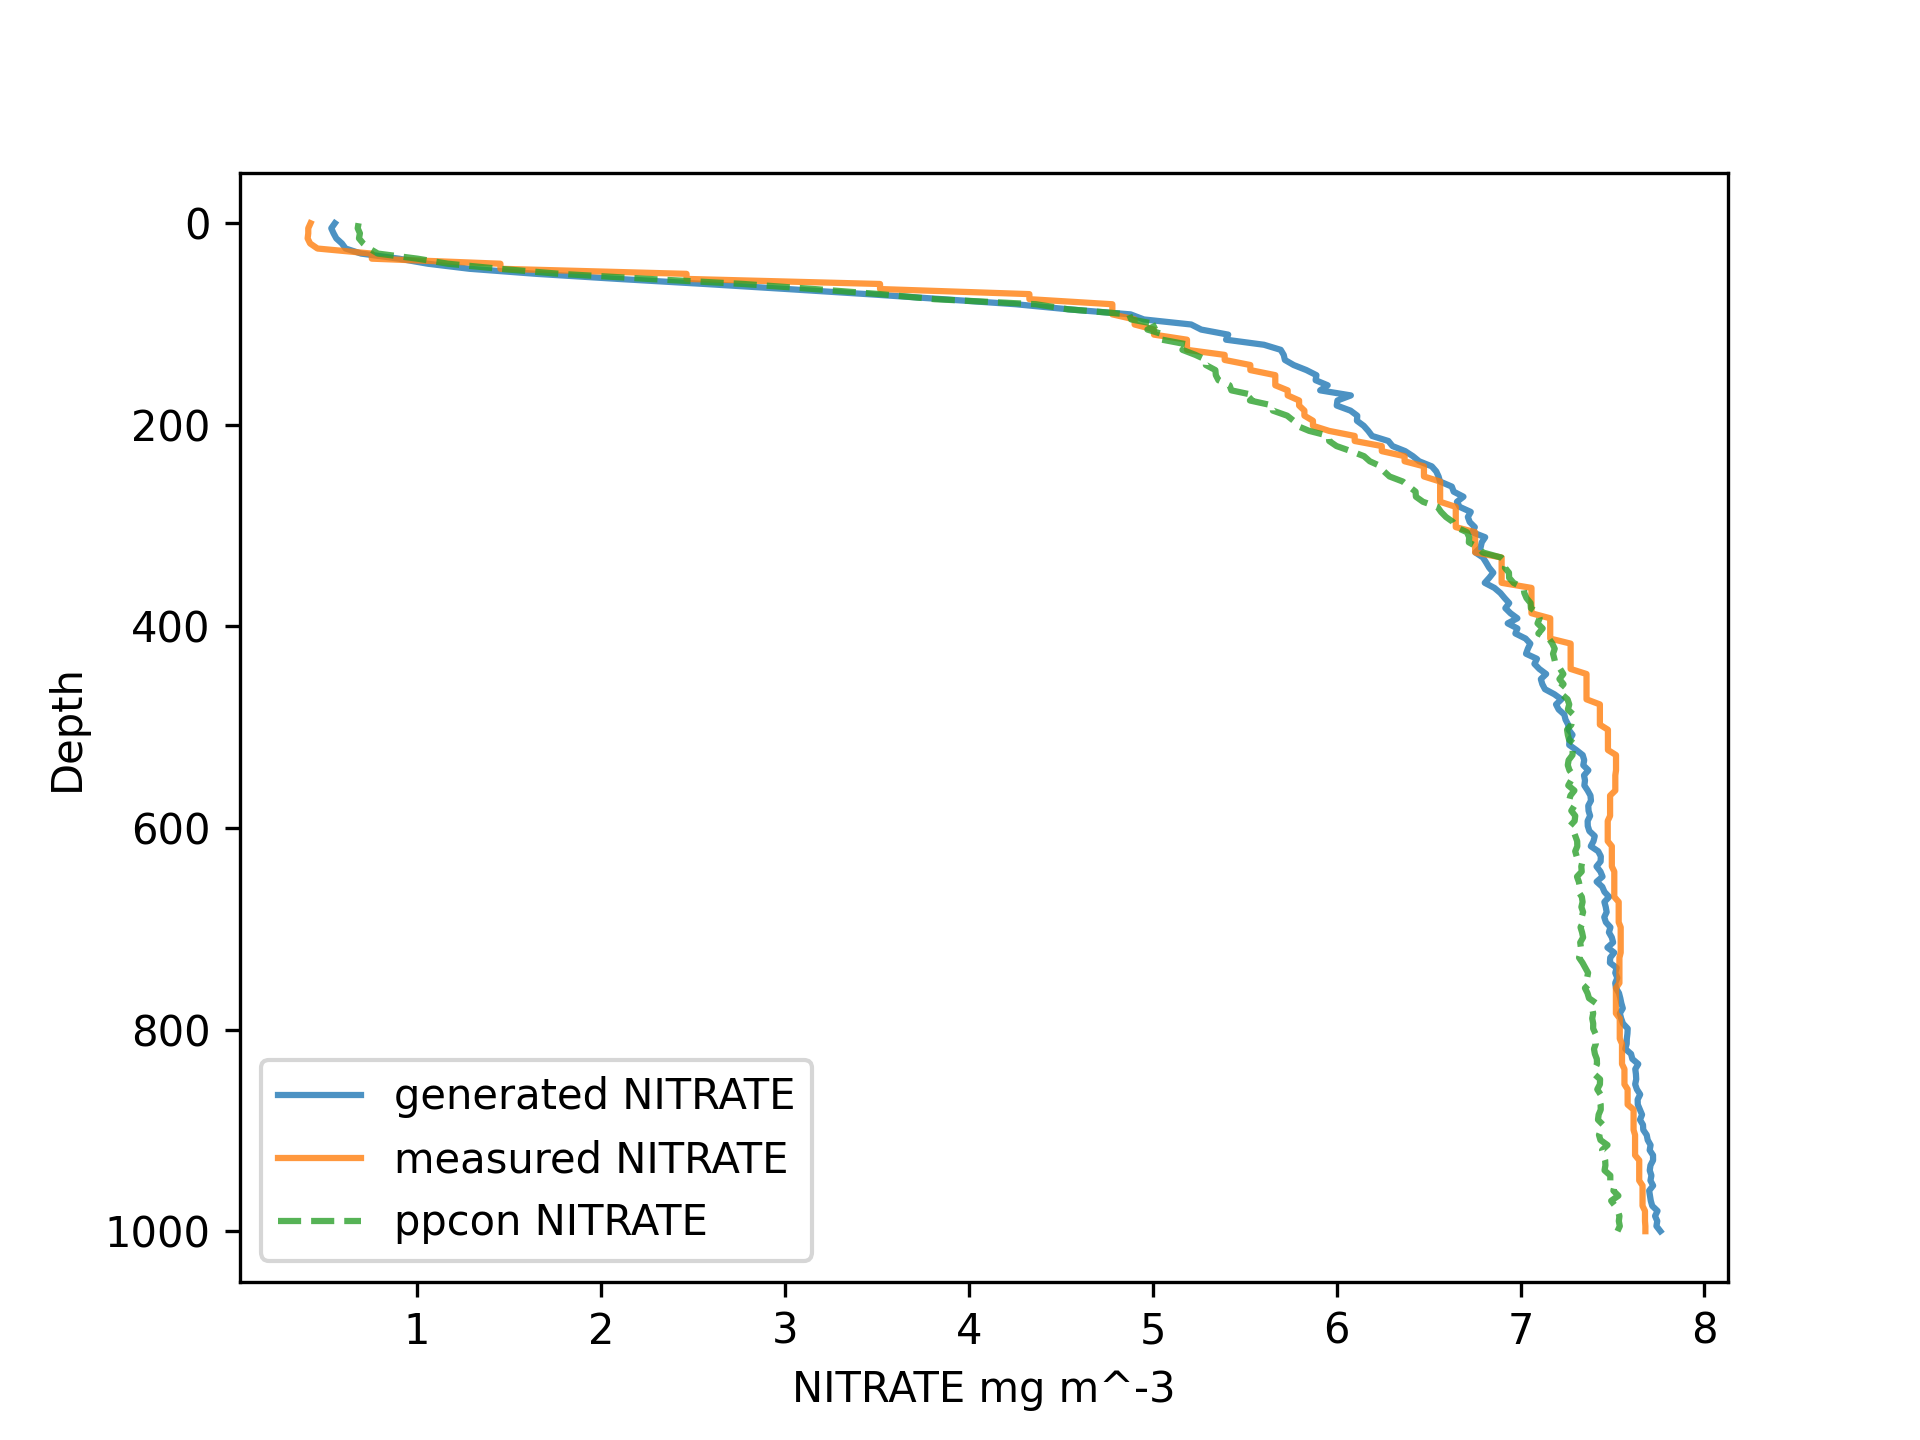 0
200
400
600
800
1000
Depth
generated NITRATE
measured NITRATE
ppcon NITRATE
1 2 3 4 5 6 7 8
NITRATE mg m^-3